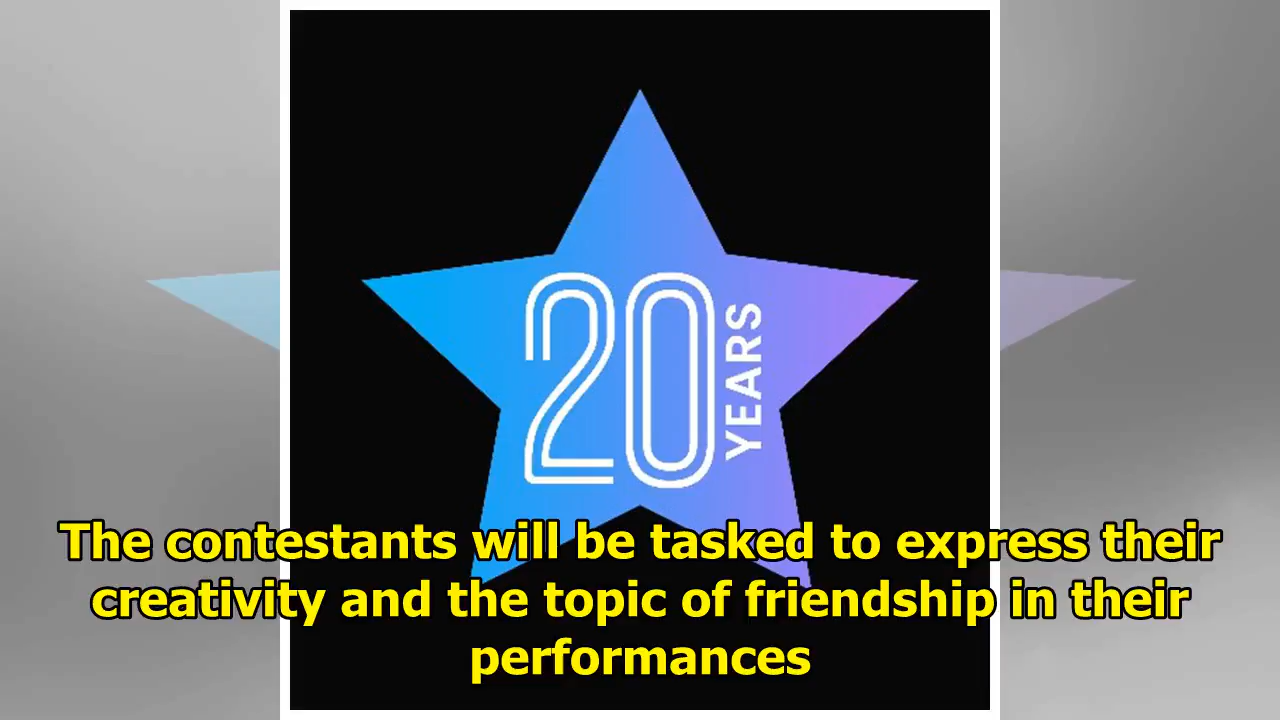 20
YEARS
The contestants will be tasked to express their
creativity and the topic of friendship in their
performances